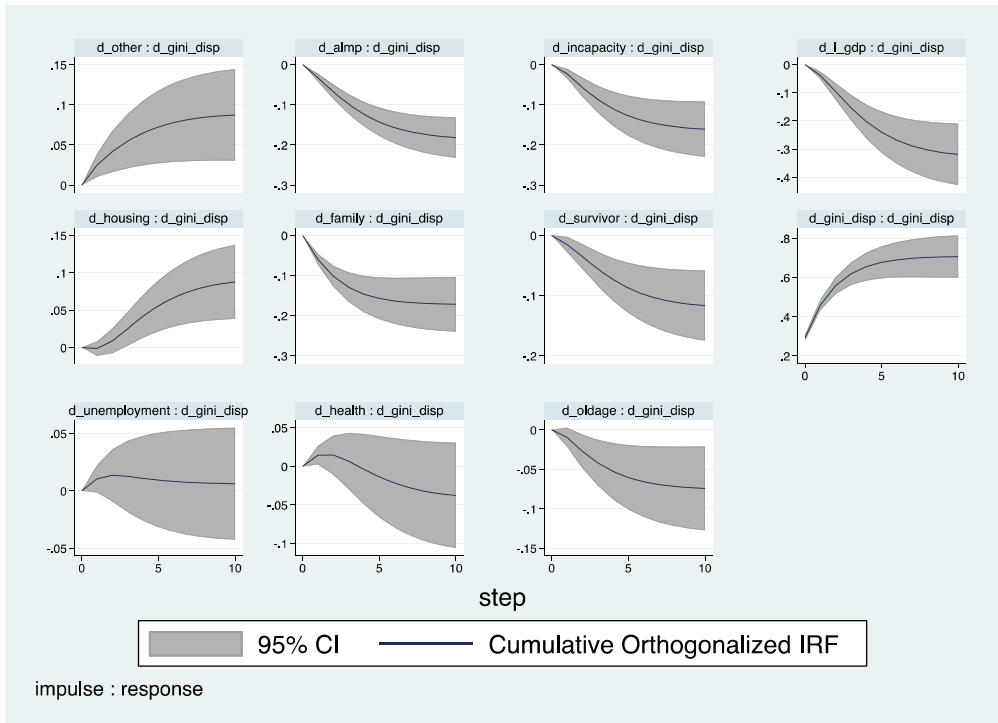 d_other : d_gini_disp
.15
.1
.05
0
d_almp : d_gini_disp
0
-.1
-.2
-.3
d_incapacity : d_gini_disp
0
-.1
-.2
-.3
d_l_gdp : d_gini_disp
0
-.1
-.2
-.3
-.4
d_housing : d_gini_disp
.15
.1
.05
0
d_family : d_gini_disp
0
-.1
-.2
-.3
d_survivor : d_gini_disp
0
-.1
-.2
d_gini_disp : d_gini_disp
.8
.6
.4
.2
0 5 10
d_unemployment : d_gini_disp
.05
0
-.05
0 5 10
d_health : d_gini_disp
.05
0
-.05
-.1
0 5 10
d_oldage : d_gini_disp
0
-.05
-.1
-.15
0 5 10
step
95% CI
Cumulative Orthogonalized IRF
impulse : response